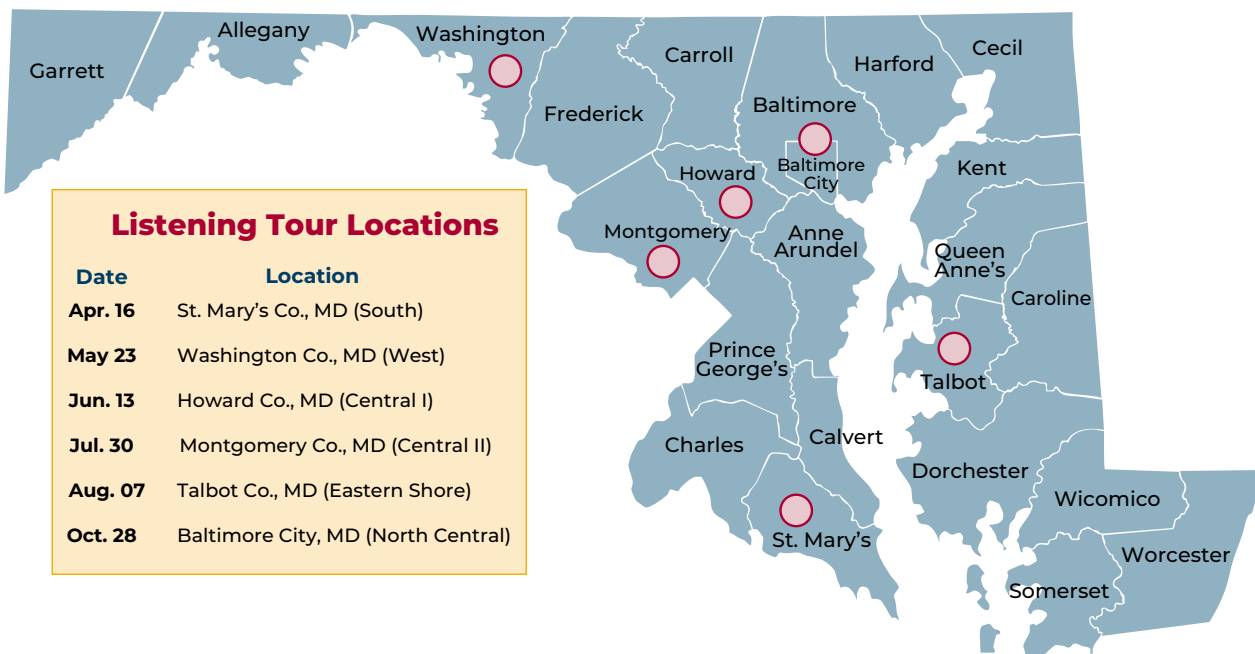 Garrett
Allegany
Washington
Frederick
Carroll
Baltimore
Baltimore
City
Harford
Cecil
Howard
Montgomery
Anne
Arundel
Kent
Queen
Anne's
Caroline
Talbot
Prince
George's
Charles
Calvert
St. Mary's
Dorchester
Wicomico
Worcester
Somerset
Listening Tour Locations
Date Location
Apr. 16 St. Mary's Co., MD (South)
May 23 Washington Co., MD (West)
Jun. 13 Howard Co., MD (Central I)
Jul. 30 Montgomery Co., MD (Central II)
Aug. 07 Talbot Co., MD (Eastern Shore)
Oct. 28 Baltimore City, MD (North Central)